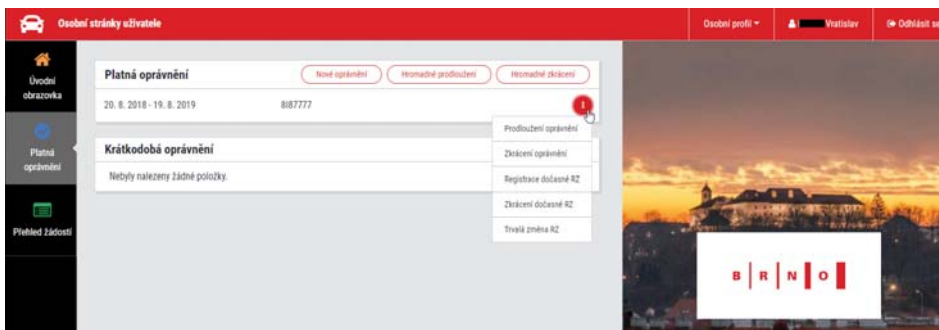 Osobní stránky uživatele
Osobní profil
Vratislav
Odhlásit se
Úvodní
obrazovka
Platná
oprávnění
Přehled žádostí
Platná oprávnění
Nové oprávnění
Hromadné prodloužení
Hromadné zkrácení
20. 8. 2018 - 19. 8. 2019 8I87777
Prodloužení oprávnění
Zkrácení oprávnění
Registrace dočasné RZ
Zkrácení dočasné RZ
Trvalá změna RZ
Krátkodobá oprávnění
Nebyly nalezeny žádné položky.
B R N O